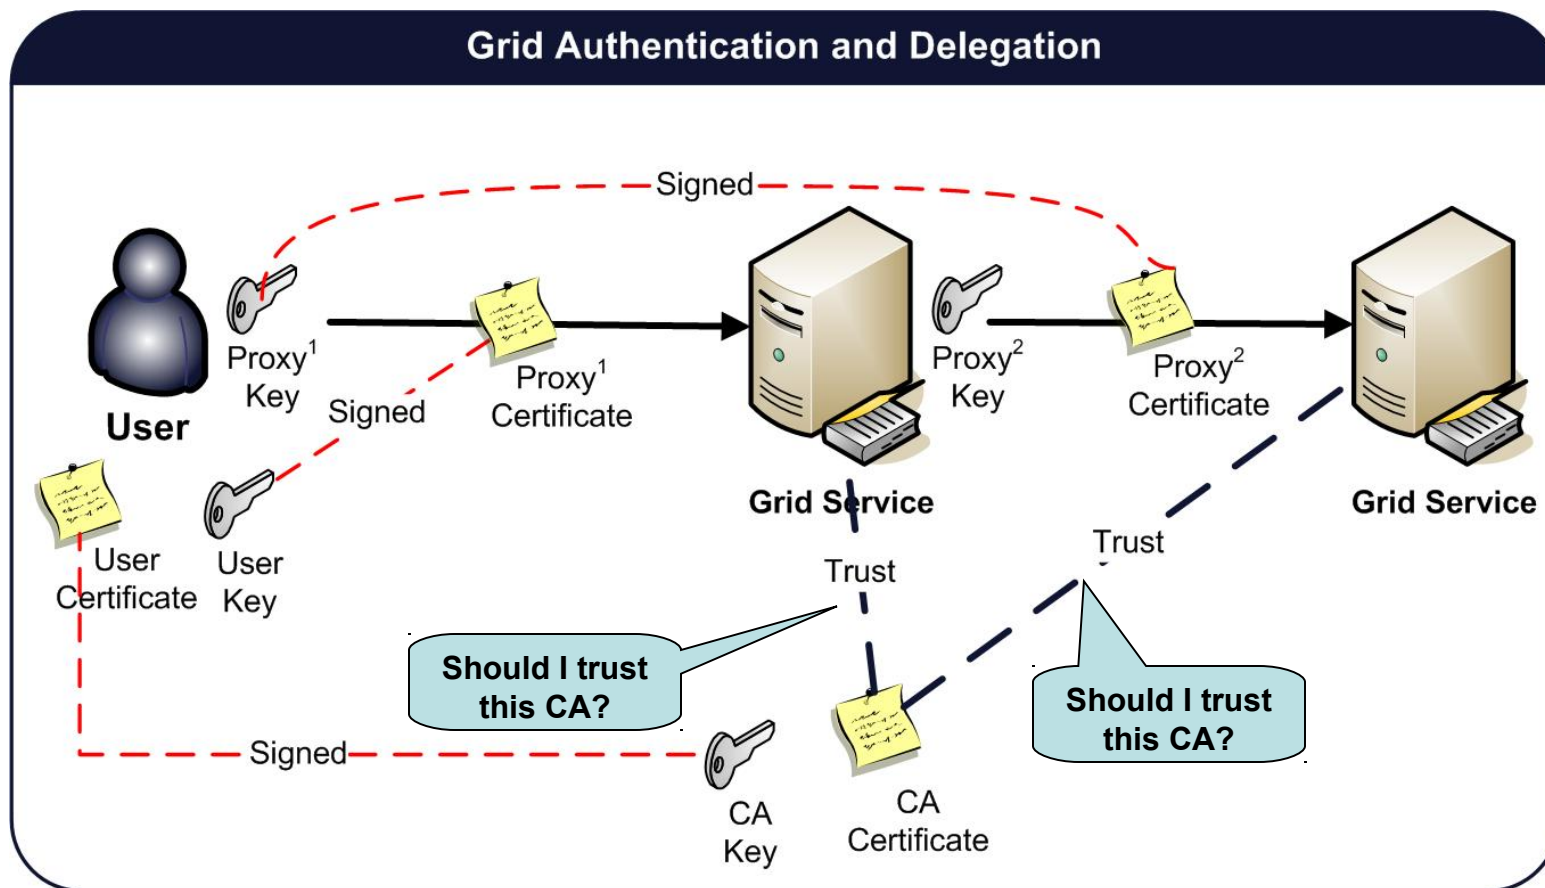 Grid Authentication and Delegation
Signed
Proxy¹
Key
Proxy¹
Certificate
Proxy²
Key
Proxy²
Certificate
User
Signed
Grid Service
Grid Service
User
Certificate
User
Key
Trust
Trust
Should I trust
this CA?
Should I trust
this CA?
Signed
CA
Key
CA
Certificate